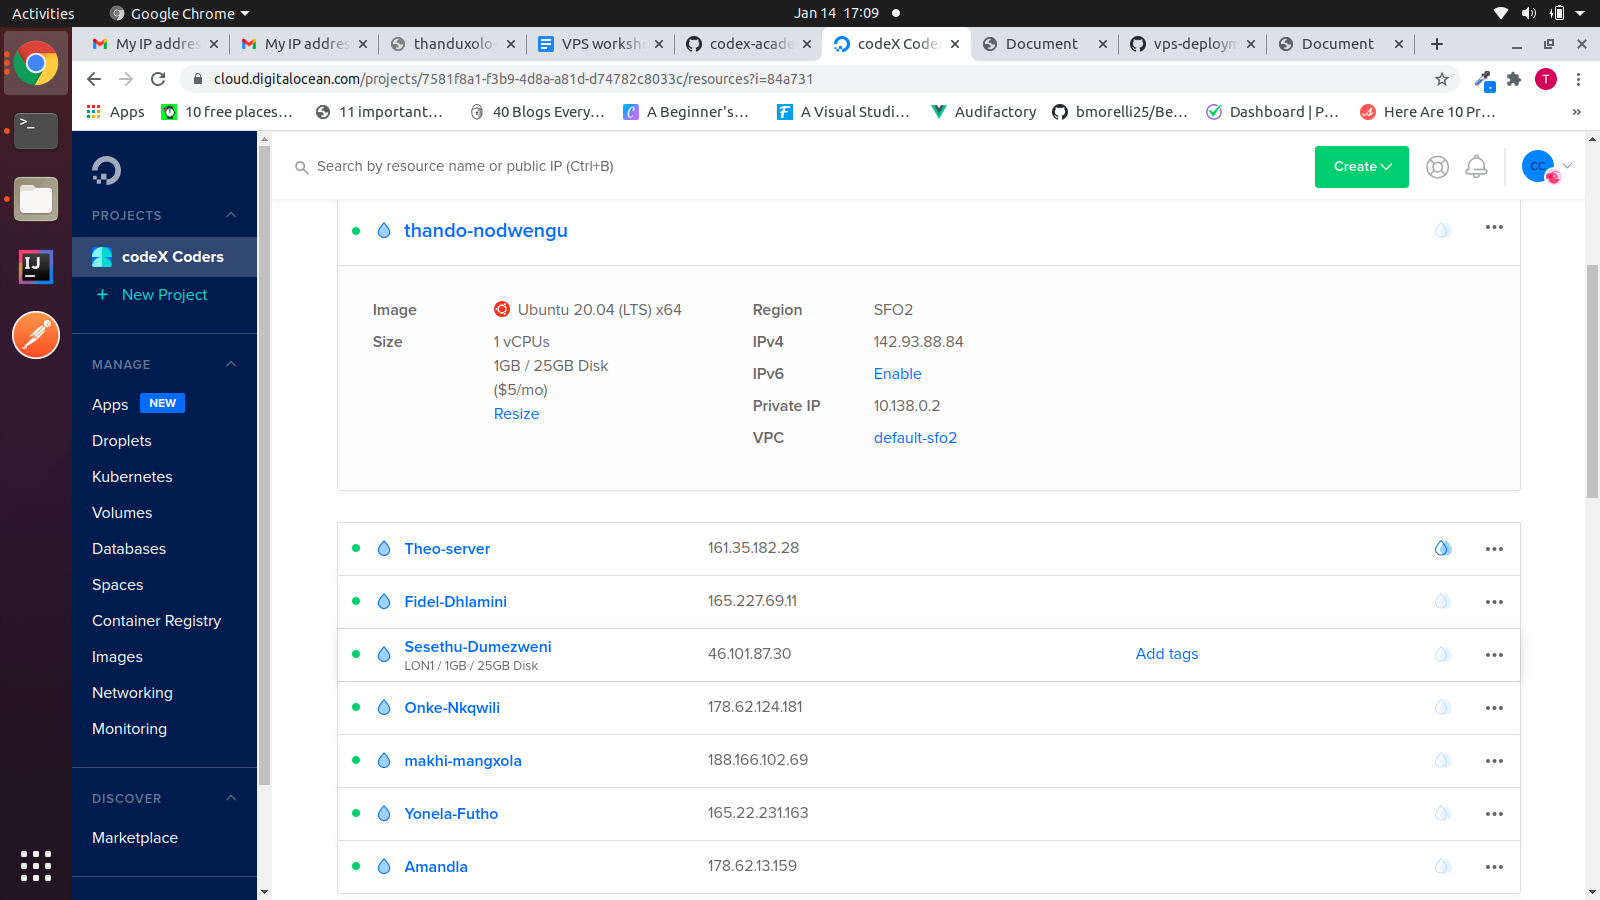 Activities
Google Chrome
Jan 14 17:09
My IP addres
My IP addres
thanduxolo-
VPS worksh
codex-acade
codeX Coder
Document
vps-deploym
Document
cloud.digitalocean.com/projects/7581f8a1-f3b9-4d8a-a81d-d74782c8033c/resources?i=84a731
T
Apps
10 free places...
11 important...
40 Blogs Every...
A Beginner's...
A Visual Studi...
Audifactory
bmorelli25/Be...
Dashboard | P...
Here Are 10 Pr...
»
Search by resource name or public IP (Ctrl+B)
Create
CC
PROJECTS
codeX Coders
+ New Project
MANAGE
Apps NEW
Droplets
Kubernetes
Volumes
Databases
Spaces
Container Registry
Images
Networking
Monitoring
DISCOVER
Marketplace
thando-nodwengu
Image Ubuntu 20.04 (LTS) x64
Size 1 vCPUs
1GB / 25GB Disk
($5/mo)
Resize
Region SFO2
IPv4 142.93.88.84
IPv6 Enable
Private IP 10.138.0.2
VPC default-sfo2
Theo-server 161.35.182.28
Fidel-Dhlamini 165.227.69.11
Sesethu-Dumezweni 46.101.87.30 Add tags
LON1 / 1GB / 25GB Disk
Onke-Nkqwili 178.62.124.181
makhi-mangxola 188.166.102.69
Yonela-Futho 165.22.231.163
Amandla 178.62.13.159
IJ